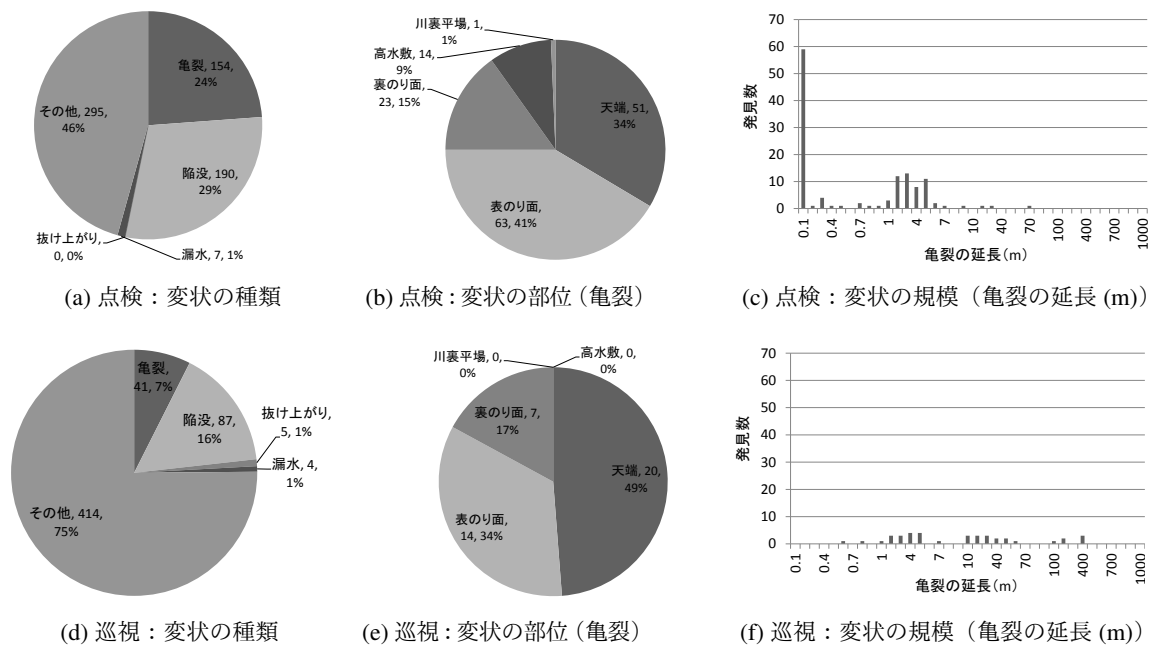 亀裂, 154,
24%
陥没, 190,
29%
漏水, 7, 1%
抜け上がり,
0, 0%
その他, 295,
46%
(a) 点検：変状の種類
川裏平場, 1,
1%
高水敷, 14,
9%
裏のり面,
23, 15%
天端, 51,
34%
表のり面,
63, 41%
(b) 点検：変状の部位（亀裂）
発見数
70
60
50
40
30
20
10
0
0.1
0.4
0.7
1
4
7
10
40
70
100
400
700
1000
亀裂の延長(m)
(c) 点検：変状の規模（亀裂の延長 (m)）
亀裂,
41, 7%
陥没, 87,
16%
抜け上がり,
5, 1%
漏水, 4,
1%
その他, 414,
75%
(d) 巡視：変状の種類
川裏平場, 0,
0%
高水敷, 0,
0%
裏のり面, 7,
17%
天端, 20,
49%
表のり面,
14, 34%
(e) 巡視：変状の部位（亀裂）
発見数
70
60
50
40
30
20
10
0
0.1
0.4
0.7
1
4
7
10
40
70
100
400
700
1000
亀裂の延長(m)
(f) 巡視：変状の規模（亀裂の延長 (m)）